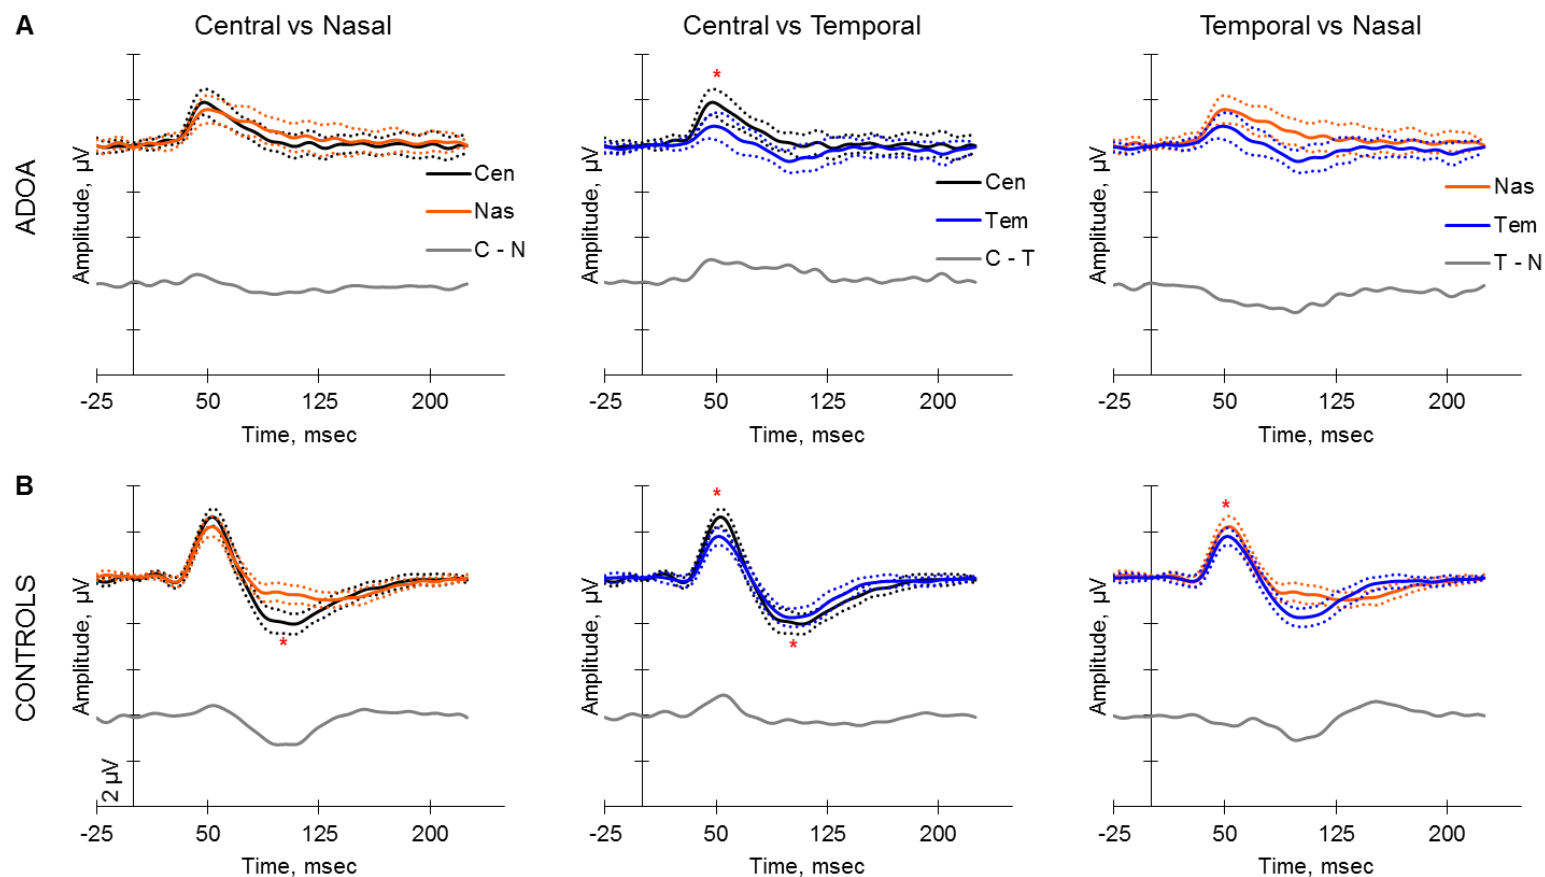 A
Central vs Nasal
Central vs Temporal
Temporal vs Nasal
ADOA
Amplitude, µV
Cen
Nas
C - N
-25 50 125 200
Time, msec
*
Amplitude, µV
Cen
Tem
C - T
-25 50 125 200
Time, msec
Amplitude, µV
Nas
Tem
T - N
-25 50 125 200
Time, msec
B
CONTROLS
Amplitude, µV
*
2 µV
-25 50 125 200
Time, msec
*
Amplitude, µV
*
-25 50 125 200
Time, msec
*
Amplitude, µV
-25 50 125 200
Time, msec